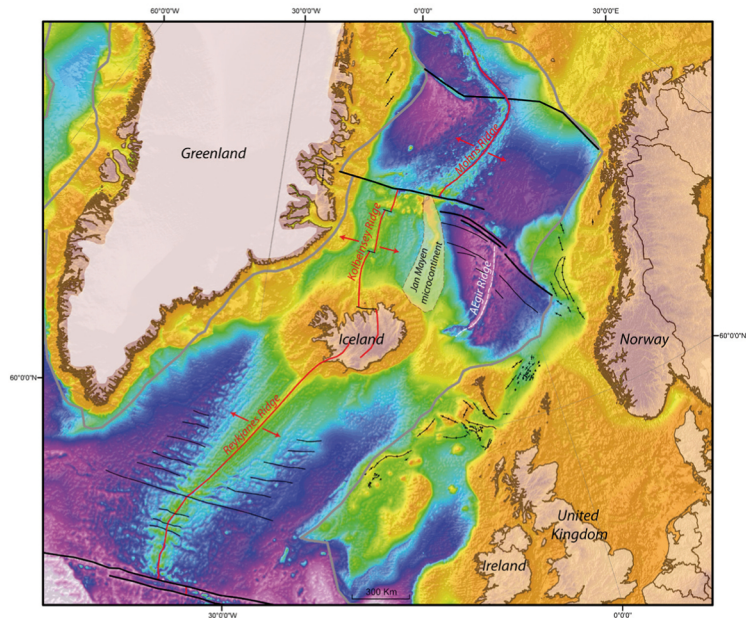 60°0'0"W
30°0'0"W
0°0'0"
30°0'0"E
Greenland
Mohns Ridge
Kolbeinsey Ridge
Jan Mayen
microcontinent
AEgir Ridge
Iceland
Norway
60°0'0"N
60°0'0"N
Reykjanes Ridge
United
Kingdom
Ireland
300 Km
30°0'0"W
0°0'0"